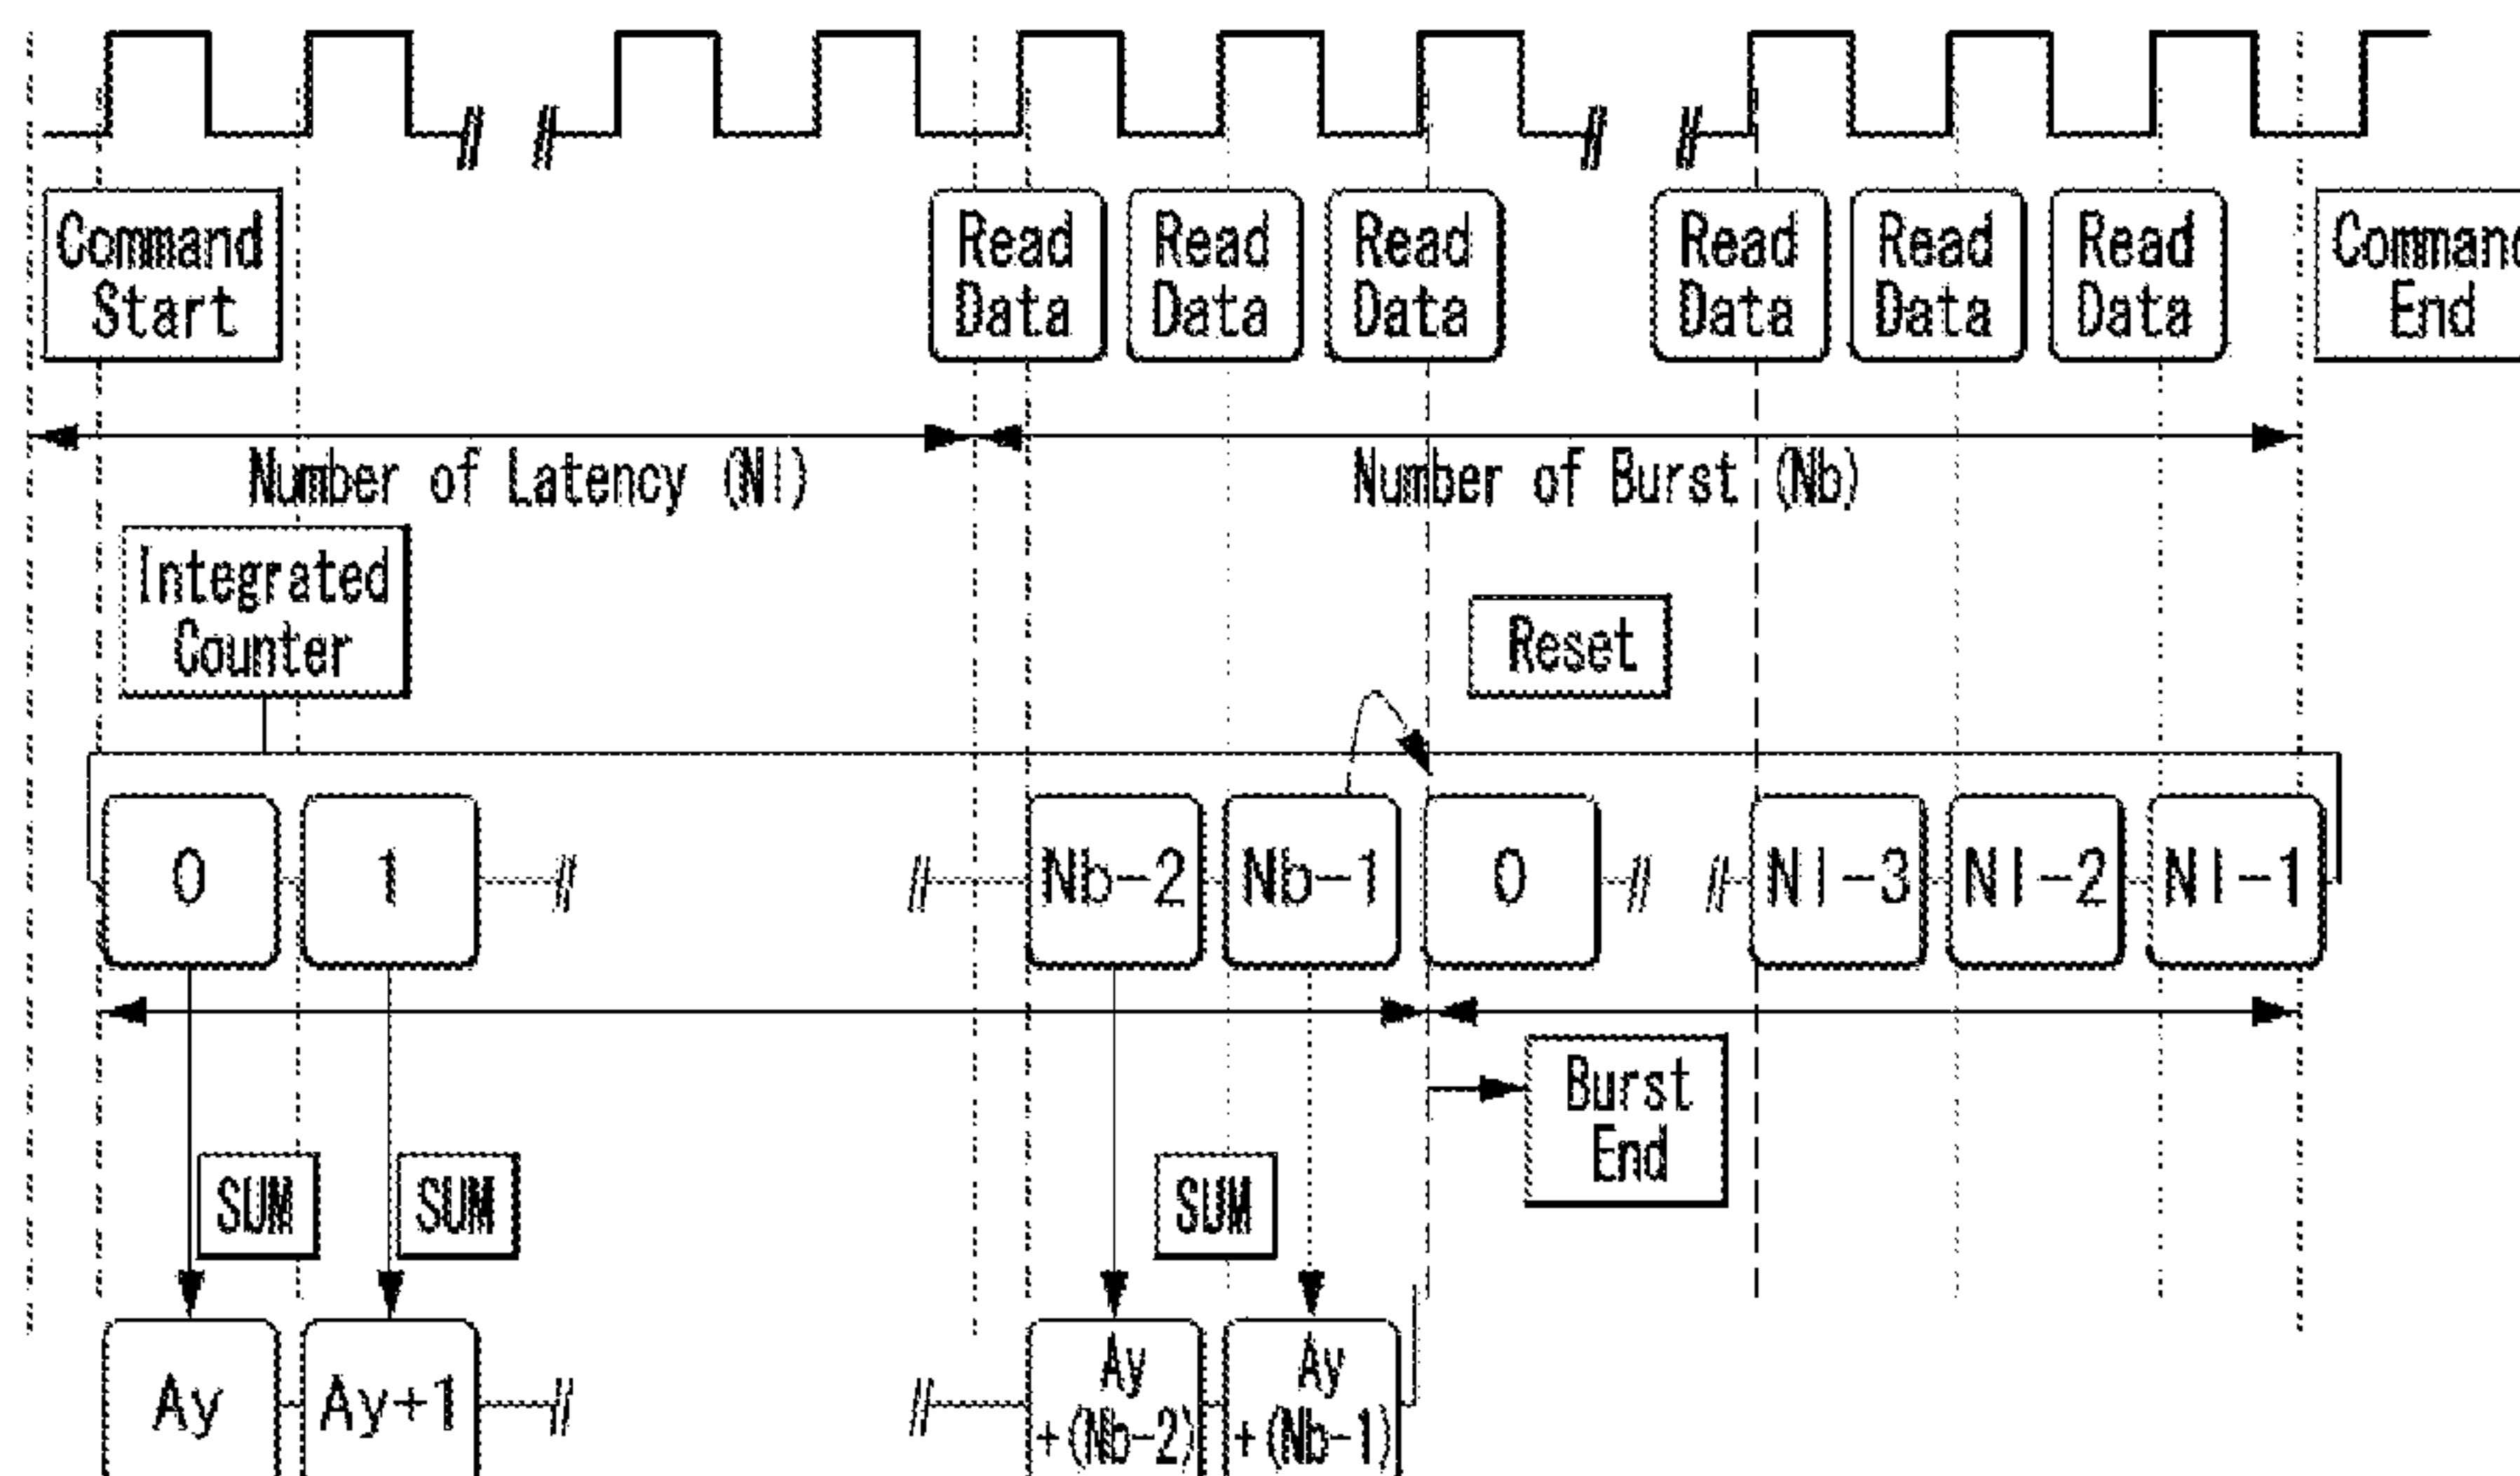 Command
Start
Read
Data
Read
Data
Read
Data
Read
Data
Read
Data
Read
Data
Command
End
Number of Latency (Nl)
Number of Burst (Nb)
Integrated
Counter
Reset
0
1
Nb-2
Nb-1
0
Nl-3
Nl-2
Nl-1
Burst
End
SUM
SUM
SUM
Ay
Ay+1
Ay
+(Nb-2)
Ay
+(Nb-1)